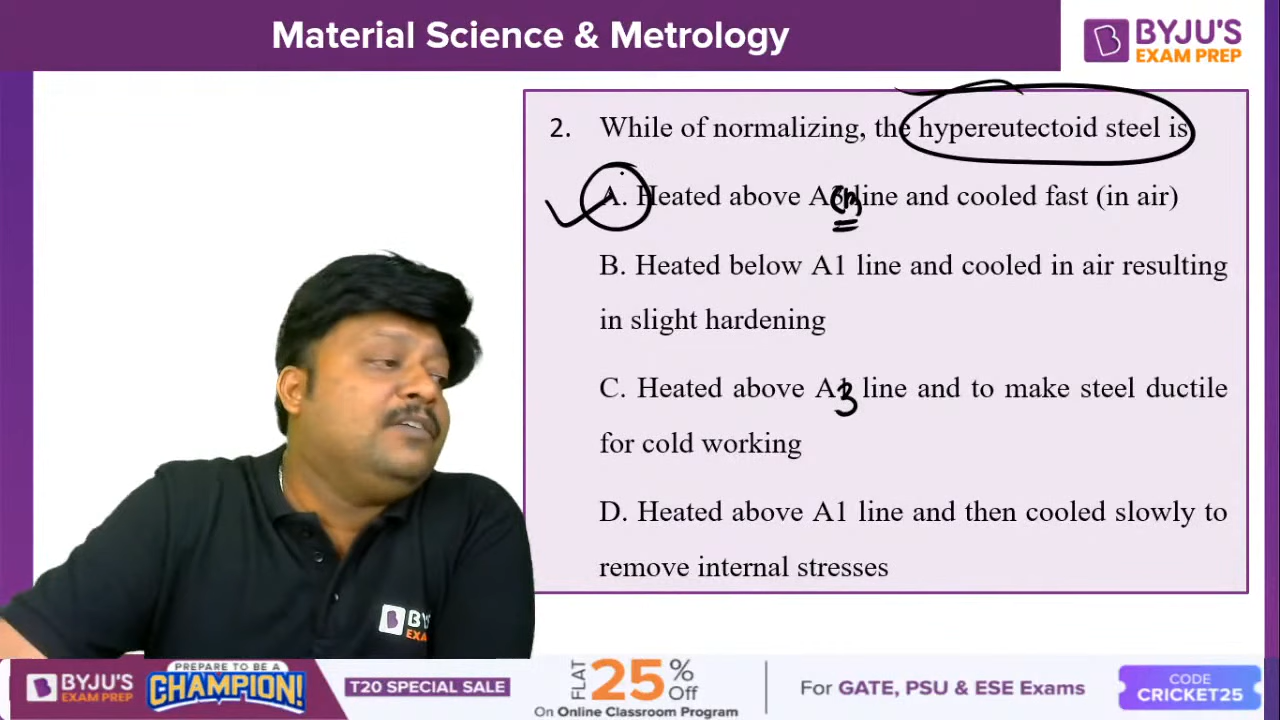 Material Science & Metrology
BYJU'S
EXAM PREP
2. While of normalizing, the hypereutectoid steel is
A. Heated above A line and cooled fast (in air)
B. Heated below A1 line and cooled in air resulting
in slight hardening
C. Heated above A3 line and to make steel ductile
for cold working
D. Heated above A1 line and then cooled slowly to
remove internal stresses
BYJU'S
EXAM PREP
PREPARE TO BE A
CHAMPION!
T20 SPECIAL SALE
FLAT 25% Off
On Online Classroom Program
For GATE, PSU & ESE Exams
CODE
CRICKET25